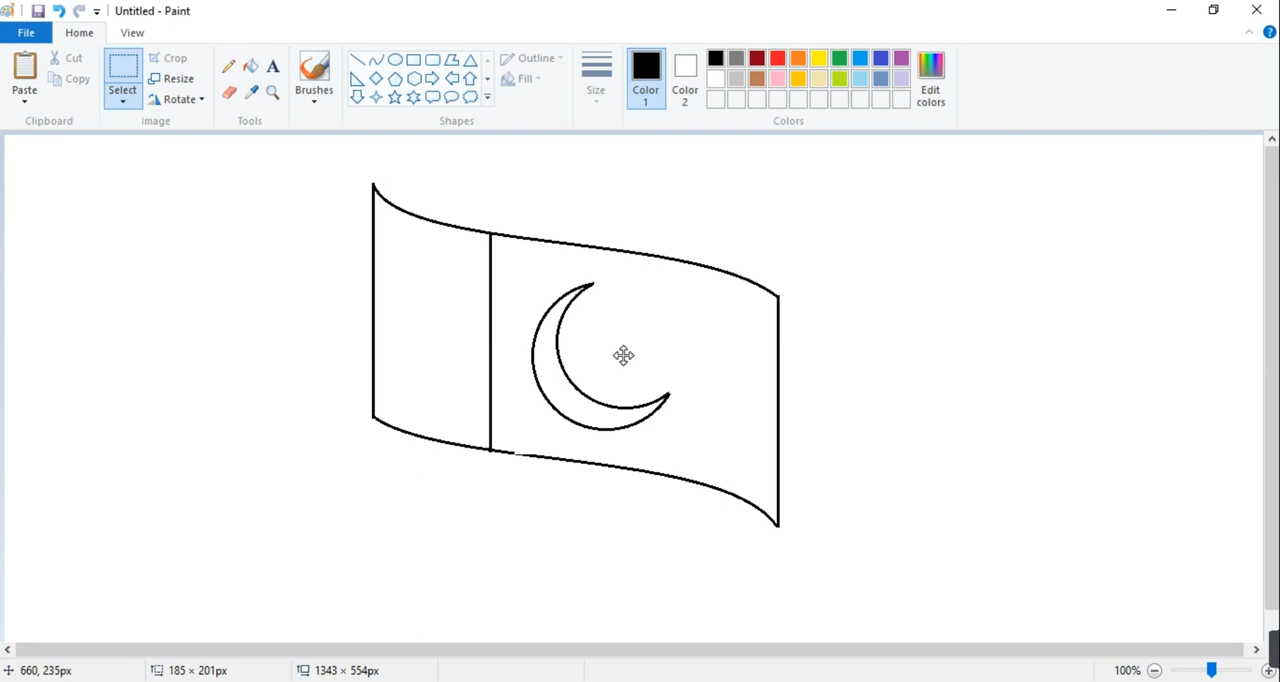 Untitled - Paint
File Home View
Cut Crop Outline
Paste Copy Select Resize Brushes Fill Size Color 1 Color 2 Edit colors
Rotate
Clipboard Image Tools Shapes Colors
660, 235px 185 × 201px 1343 × 554px 100%